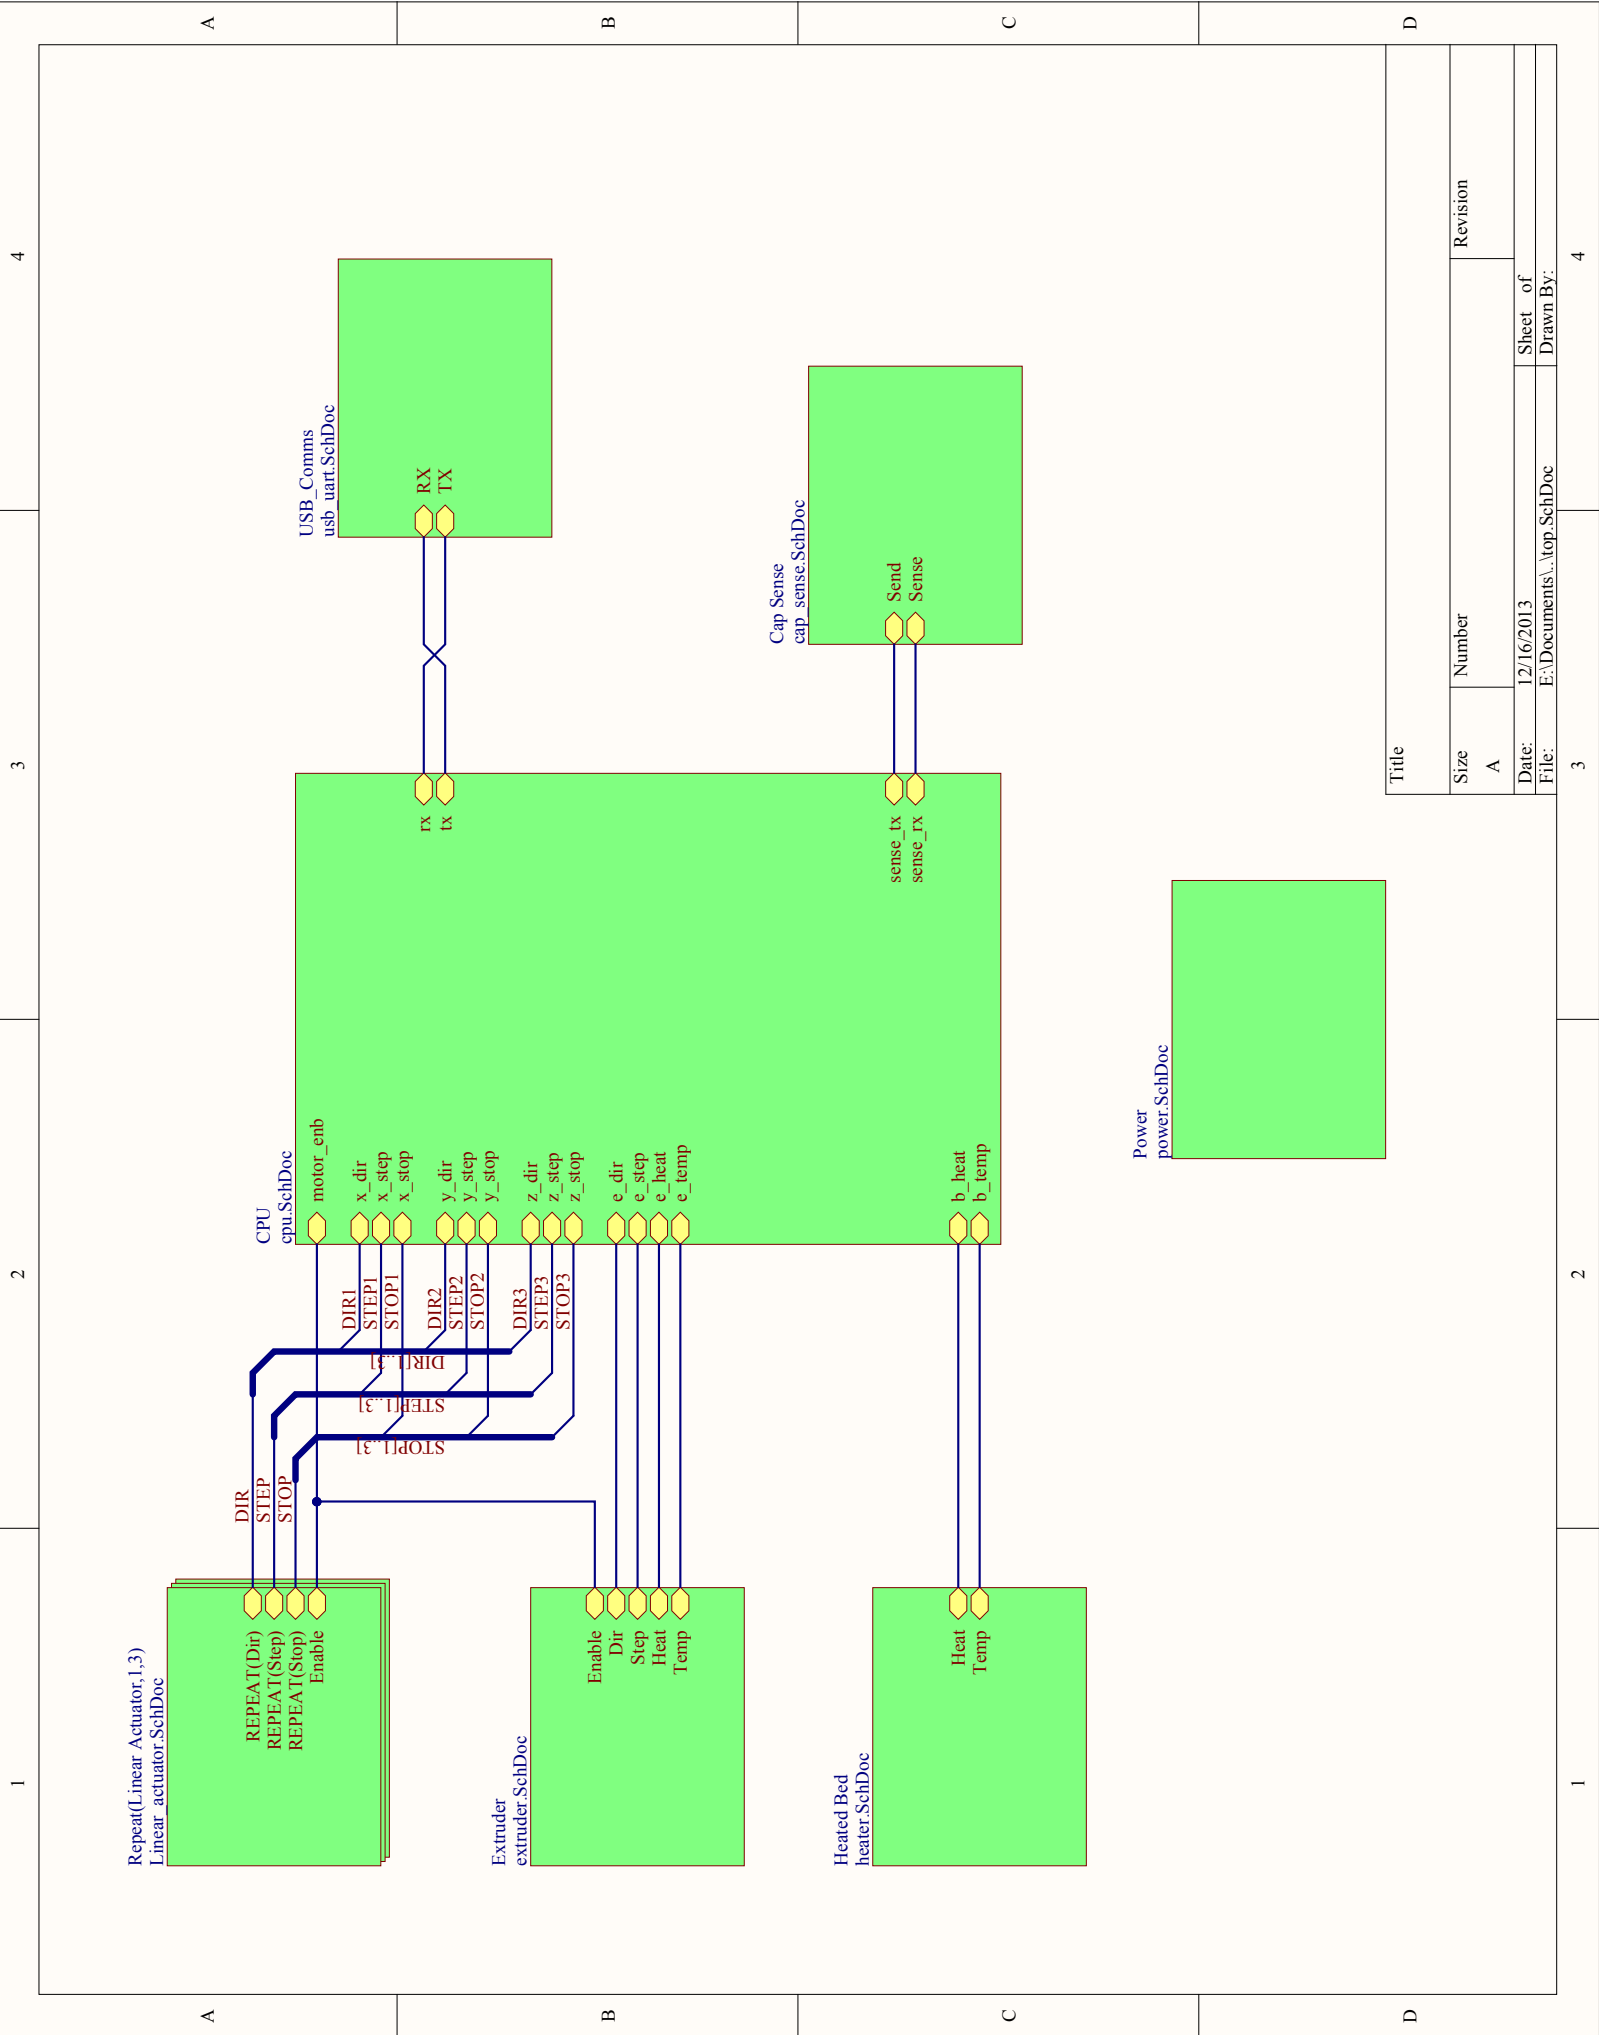 1
2
3
4
A
B
C
D
Repeat(Linear Actuator,1,3)
Linear_actuator.SchDoc
REPEAT(Dir)
REPEAT(Step)
REPEAT(Stop)
Enable
DIR
STEP
STOP
DIR[1..3]
STEP[1..3]
STOP[1..3]
DIR1
STEP1
STOP1
DIR2
STEP2
STOP2
DIR3
STEP3
STOP3
CPU
cpu.SchDoc
motor_enb
x_dir
x_step
x_stop
y_dir
y_step
y_stop
z_dir
z_step
z_stop
e_dir
e_step
e_heat
e_temp
b_heat
b_temp
rx
tx
sense_tx
sense_rx
USB_Comms
usb_uart.SchDoc
RX
TX
Cap Sense
cap_sense.SchDoc
Send
Sense
Extruder
extruder.SchDoc
Enable
Dir
Step
Heat
Temp
Heated Bed
heater.SchDoc
Heat
Temp
Power
power.SchDoc
Title
Size Number Revision
A
Date: 12/16/2013 Sheet of
File: E:\Documents\..\top.SchDoc Drawn By:
1
2
3
4
A
B
C
D